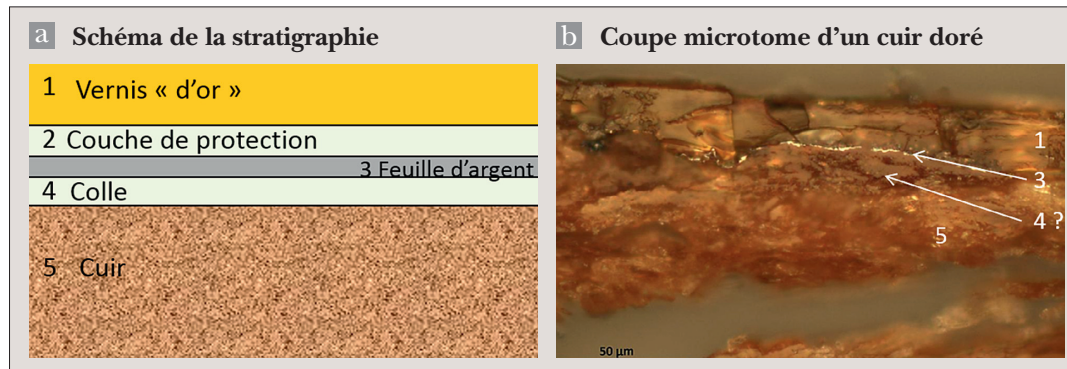 a Schéma de la stratigraphie
1 Vernis « d’or »
2 Couche de protection
3 Feuille d’argent
4 Colle
5 Cuir
b Coupe microtome d’un cuir doré
1
3
4 ?
5
50 µm